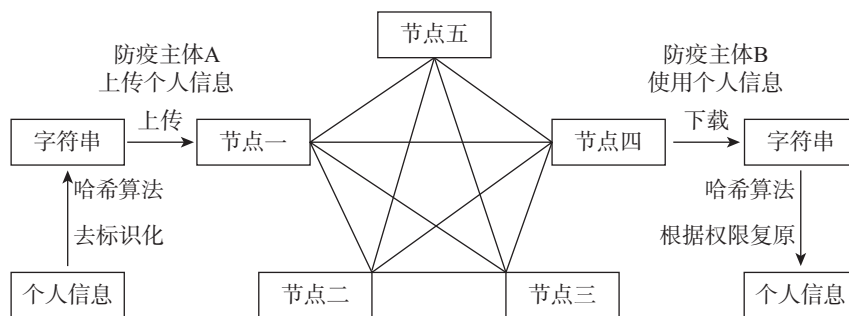 节点五
防疫主体A
上传个人信息
防疫主体B
使用个人信息
字符串
上传
节点一
节点四
下载
字符串
哈希算法
去标识化
哈希算法
根据权限复原
个人信息
节点二
节点三
个人信息